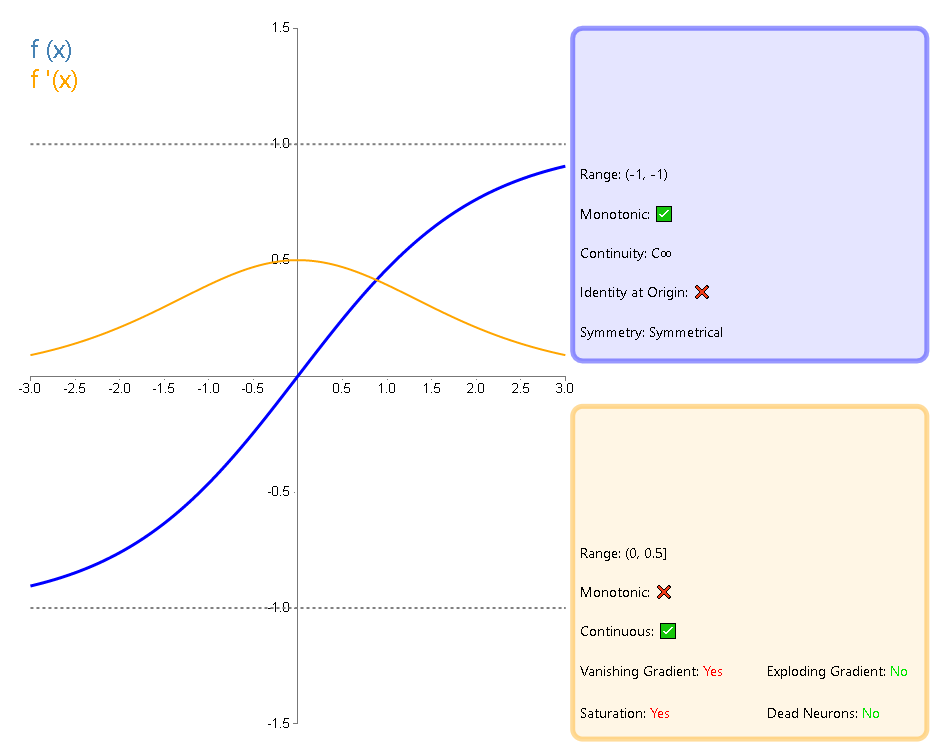 f (x)
f '(x)
1.5
1.0
0.5
-3.0 -2.5 -2.0 -1.5 -1.0 -0.5 0.5 1.0 1.5 2.0 2.5 3.0
-0.5
-1.0
-1.5
Range: (-1, -1)
Monotonic: ✅
Continuity: C∞
Identity at Origin: ❌
Symmetry: Symmetrical
Range: (0, 0.5]
Monotonic: ❌
Continuous: ✅
Vanishing Gradient: Yes Exploding Gradient: No
Saturation: Yes Dead Neurons: No